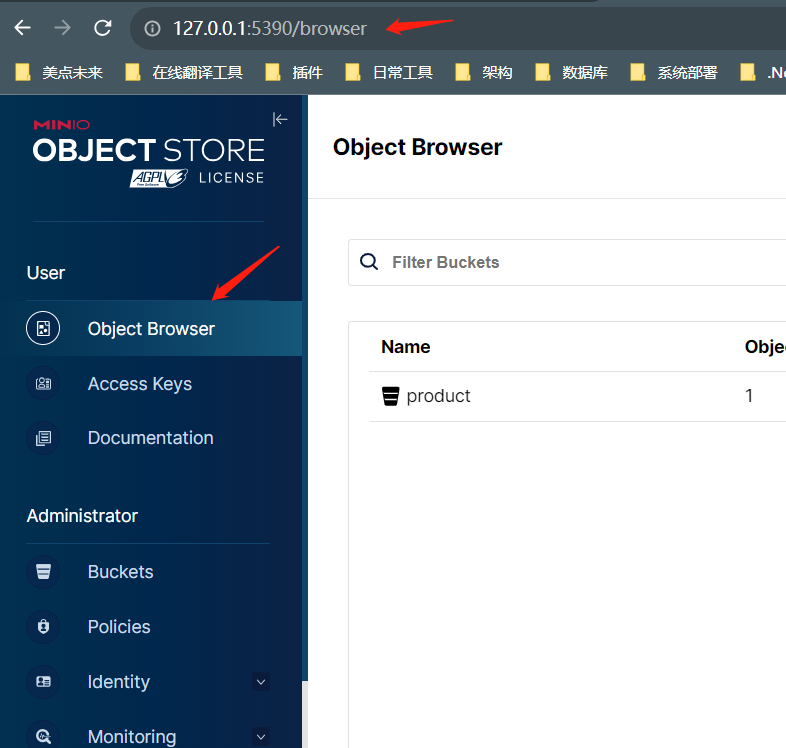 127.0.0.1:5390/browser
美点未来 在线翻译工具 插件 日常工具 架构 数据库 系统部署 .Ne
MINIO
OBJECT STORE
AGPL v3 Free Software LICENSE
User
Object Browser
Access Keys
Documentation
Administrator
Buckets
Policies
Identity
Monitoring
Object Browser
Filter Buckets
Name Obje
product 1